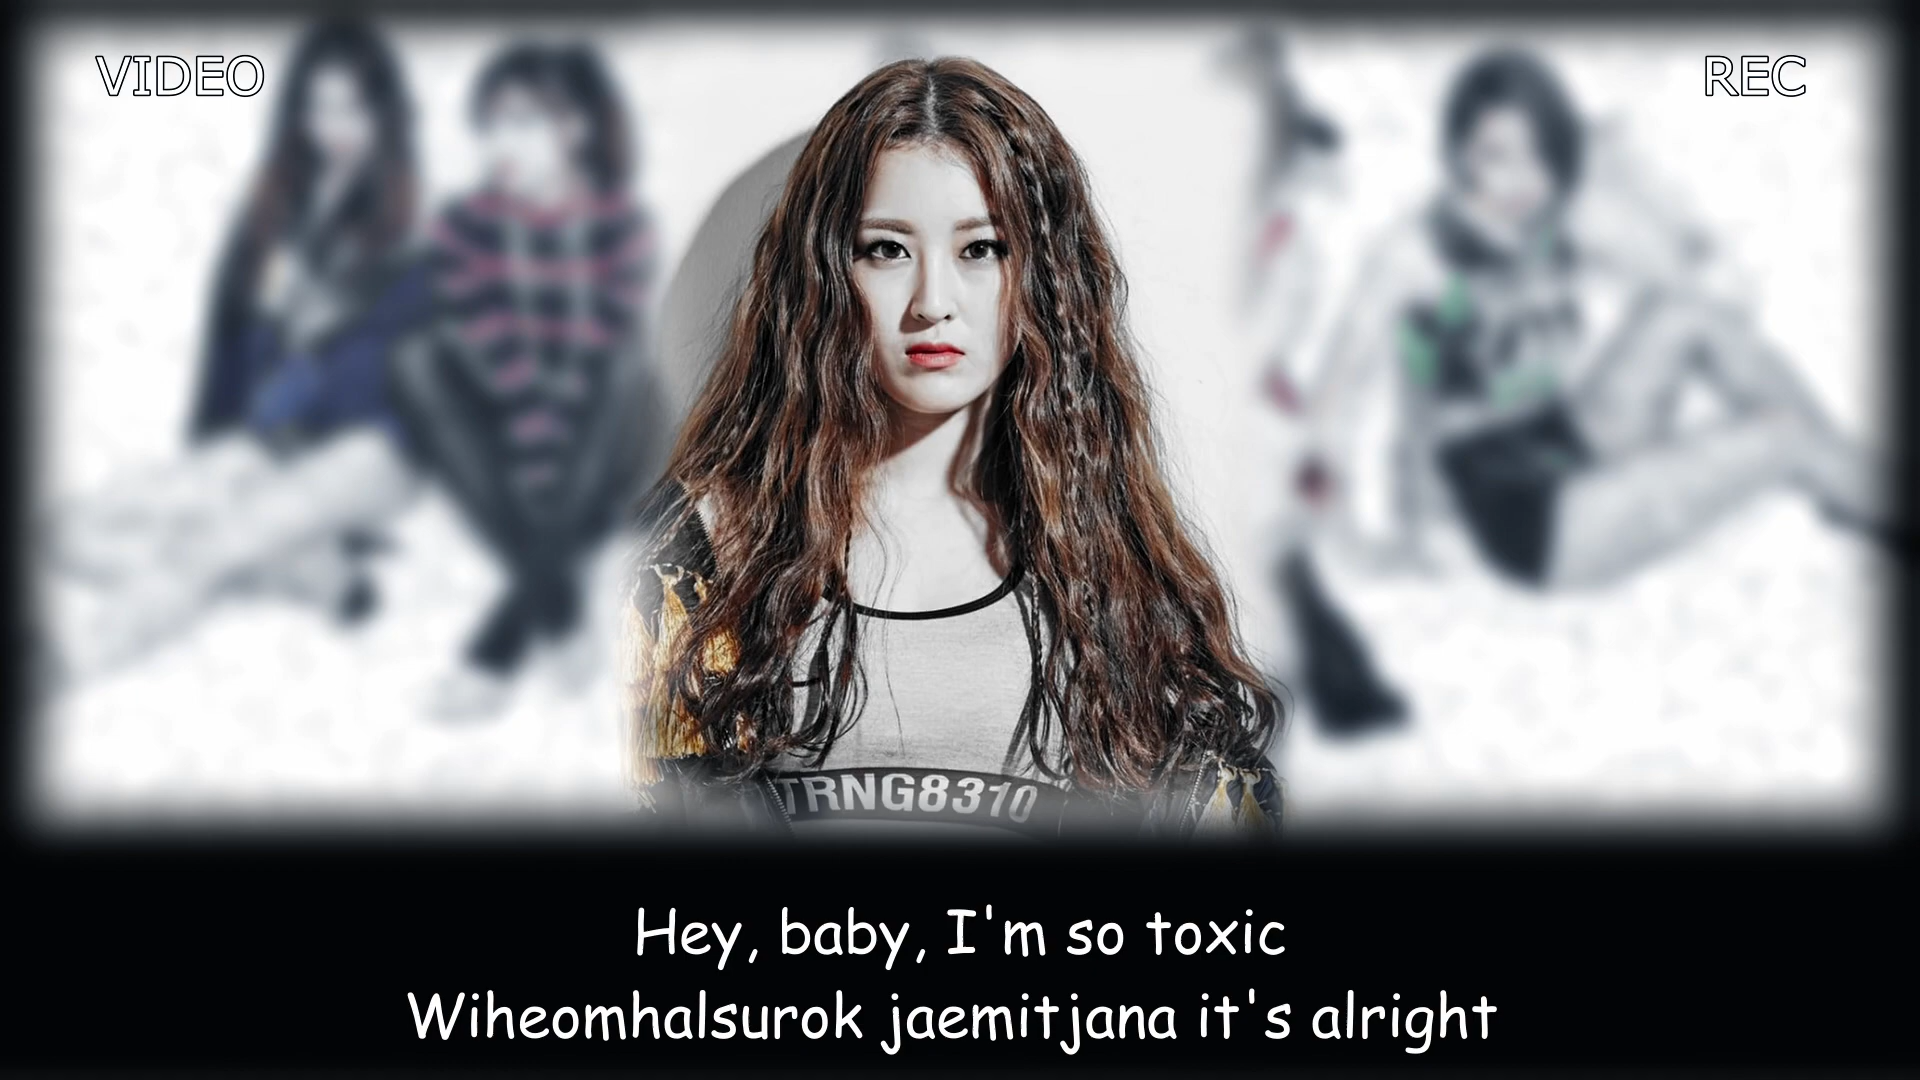 VIDEO
REC
TRNG8310
Hey, baby, I'm so toxic
Wiheomhalsurok jaemitjana it's alright